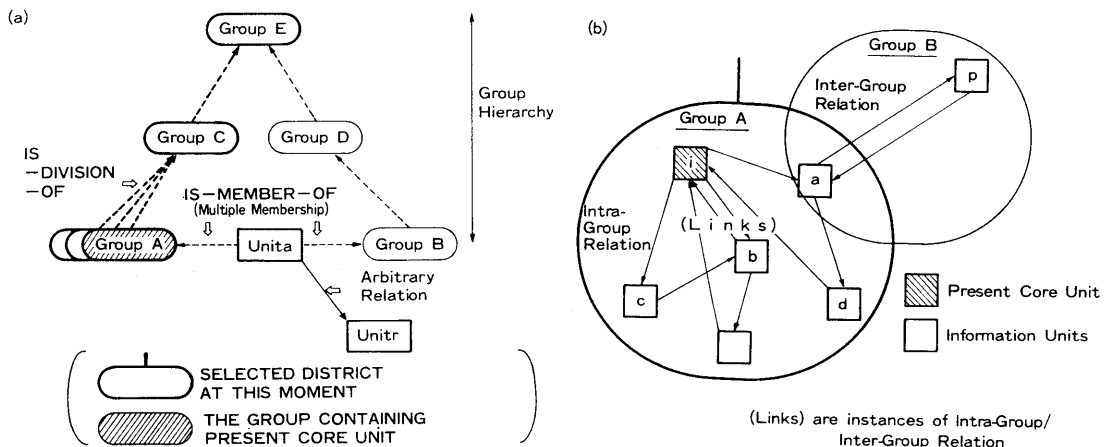 (a)
Group E
Group
Hierarchy
Group C
Group D
IS
-DIVISION
-OF
IS-MEMBER-OF
(Multiple Membership)
Group A
Unita
Group B
Arbitrary
Relation
Unitr
SELECTED DISTRICT
AT THIS MOMENT
THE GROUP CONTAINING
PRESENT CORE UNIT
(b)
Group B
p
Inter-Group
Relation
Group A
i
a
Intra-
Group
Relation
(Links)
b
c
d
Present Core Unit
Information Units
(Links) are instances of Intra-Group/
Inter-Group Relation